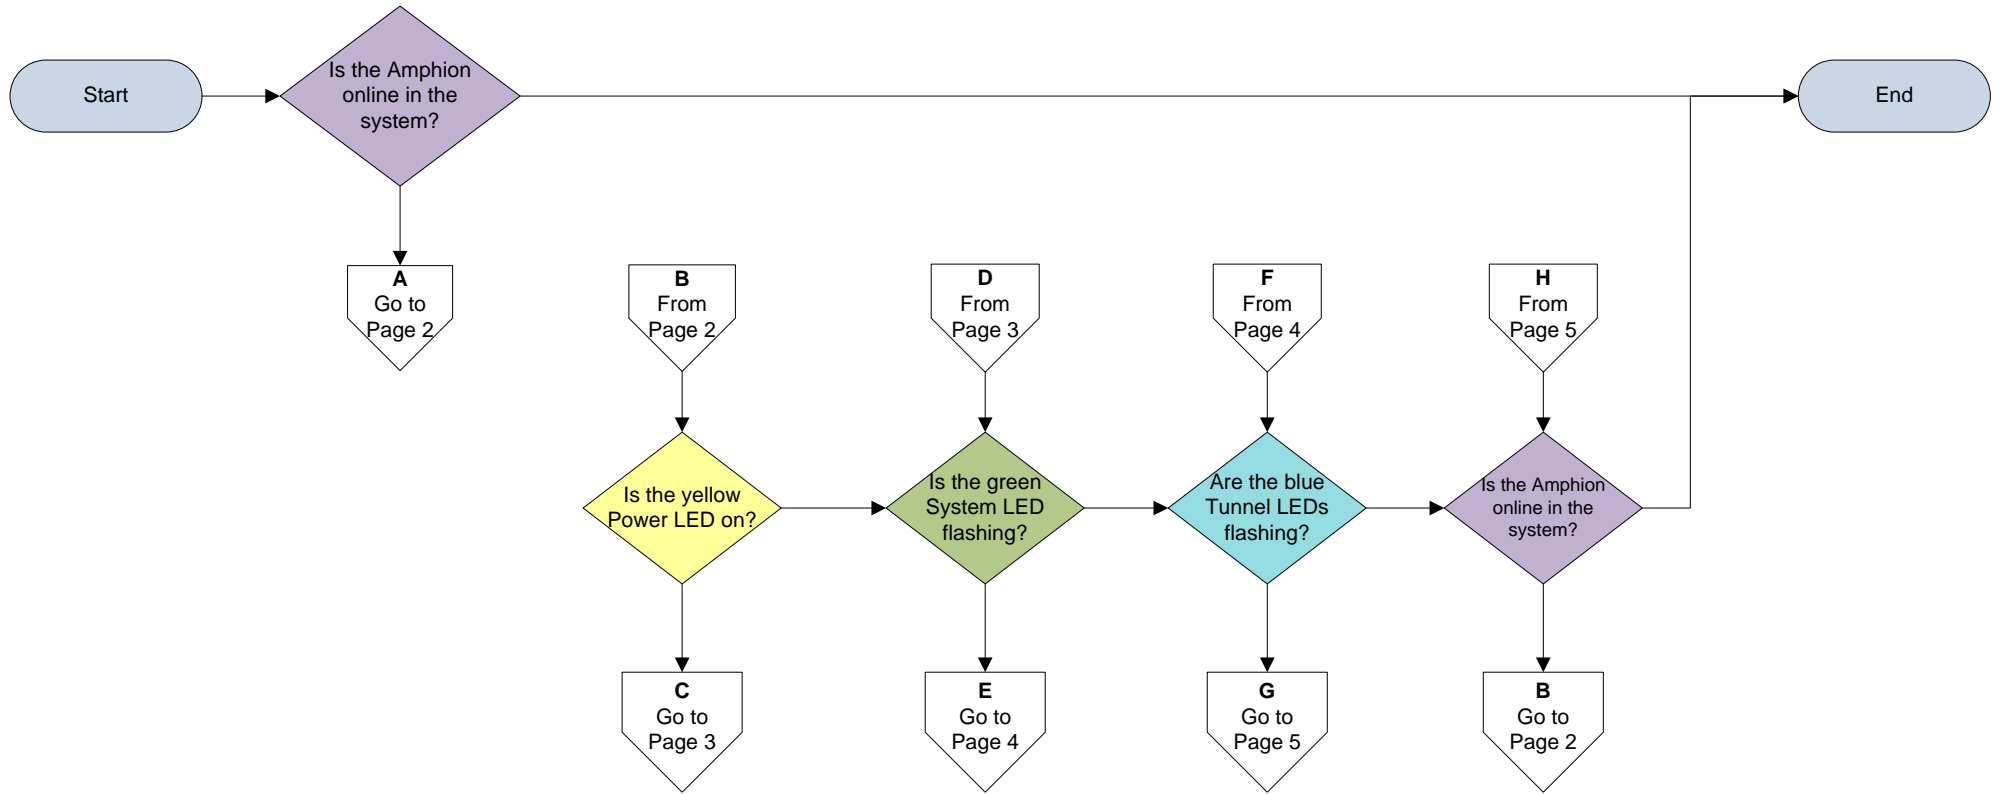 Start
Is the Amphion
online in the
system?
End
A
Go to
Page 2
B
From
Page 2
D
From
Page 3
F
From
Page 4
H
From
Page 5
Is the yellow
Power LED on?
Is the green
System LED
flashing?
Are the blue
Tunnel LEDs
flashing?
Is the Amphion
online in the
system?
C
Go to
Page 3
E
Go to
Page 4
G
Go to
Page 5
B
Go to
Page 2